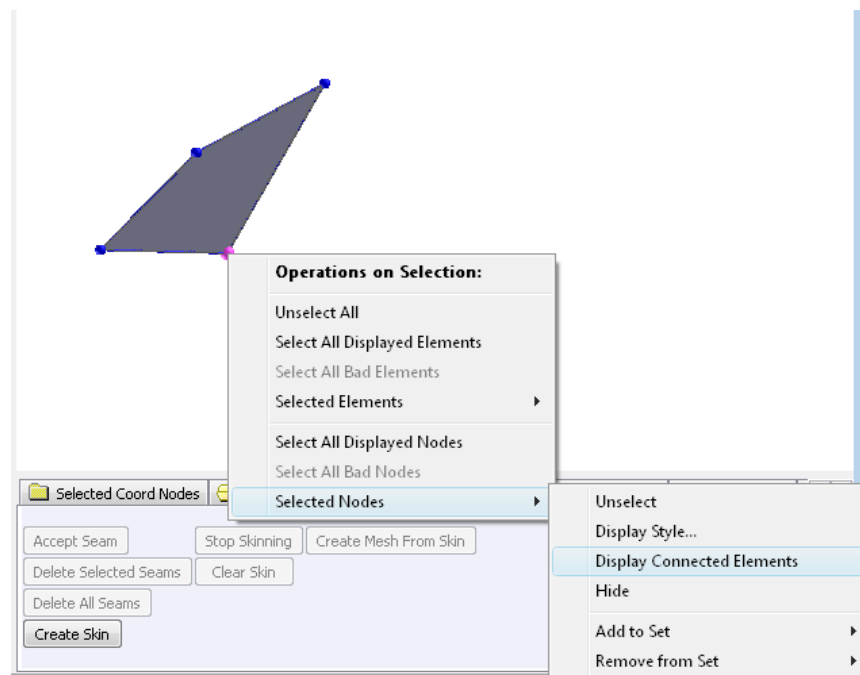 Operations on Selection:
Unselect All
Select All Displayed Elements
Select All Bad Elements
Selected Elements
Select All Displayed Nodes
Select All Bad Nodes
Selected Nodes
Unselect
Display Style...
Display Connected Elements
Hide
Add to Set
Remove from Set
Selected Coord Nodes
Accept Seam
Stop Skinning
Create Mesh From Skin
Delete Selected Seams
Clear Skin
Delete All Seams
Create Skin